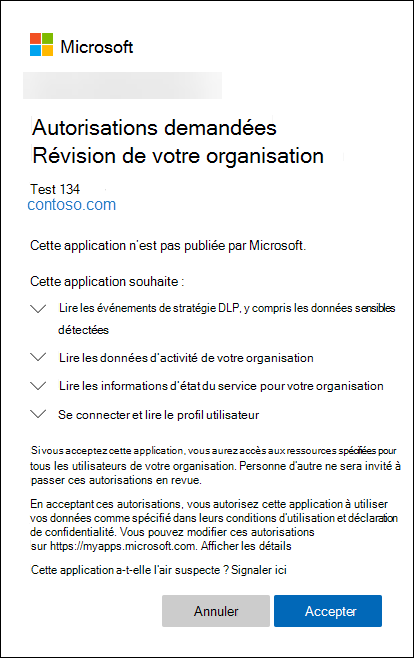 Microsoft
Autorisations demandées
Révision de votre organisation
Test 134
contoso.com
Cette application n'est pas publiée par Microsoft.
Cette application souhaite :
Lire les événements de stratégie DLP, y compris les données sensibles
détectées
Lire les données d'activité de votre organisation
Lire les informations d'état du service pour votre organisation
Se connecter et lire le profil utilisateur
Si vous acceptez cette application, vous aurez accès aux ressources spécifiées pour
tous les utilisateurs de votre organisation. Personne d'autre ne sera invité à
passer ces autorisations en revue.
En acceptant ces autorisations, vous autorisez cette application à utiliser
vos données comme spécifié dans leurs conditions d'utilisation et déclaration
de confidentialité. Vous pouvez modifier ces autorisations
sur https://myapps.microsoft.com. Afficher les détails
Cette application a-t-elle l'air suspecte ? Signaler ici
Annuler
Accepter